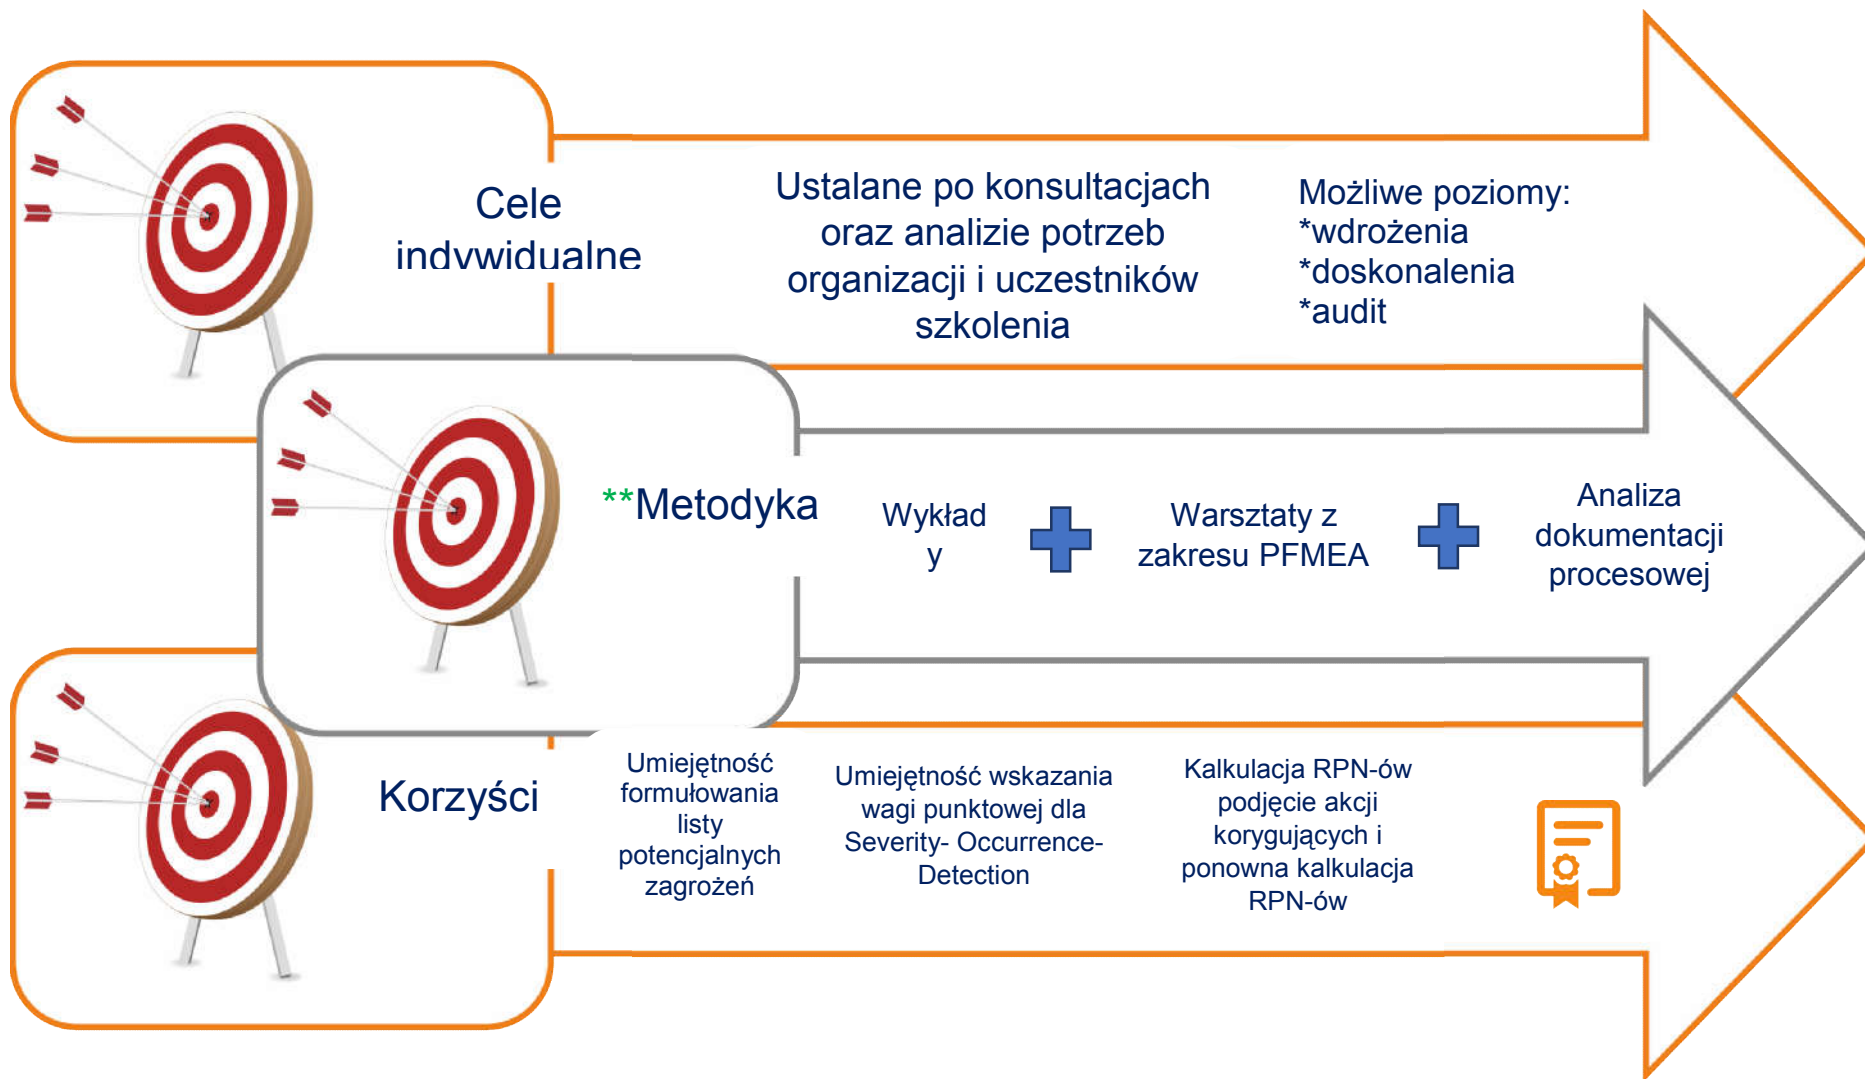 Cele
indywidualne
Ustalane po konsultacjach
oraz analizie potrzeb
organizacji i uczestników
szkolenia
Możliwe poziomy:
*wdrożenia
*doskonalenia
*audit
**Metodyka
Wykład
y
Warsztaty z
zakresu PFMEA
Analiza
dokumentacji
procesowej
Korzyści
Umiejętność
formułowania
listy
potencjalnych
zagrożeń
Umiejętność wskazania
wagi punktowej dla
Severity- Occurrence-
Detection
Kalkulacja RPN-ów
podjęcie akcji
korygujących i
ponowna kalkulacja
RPN-ów